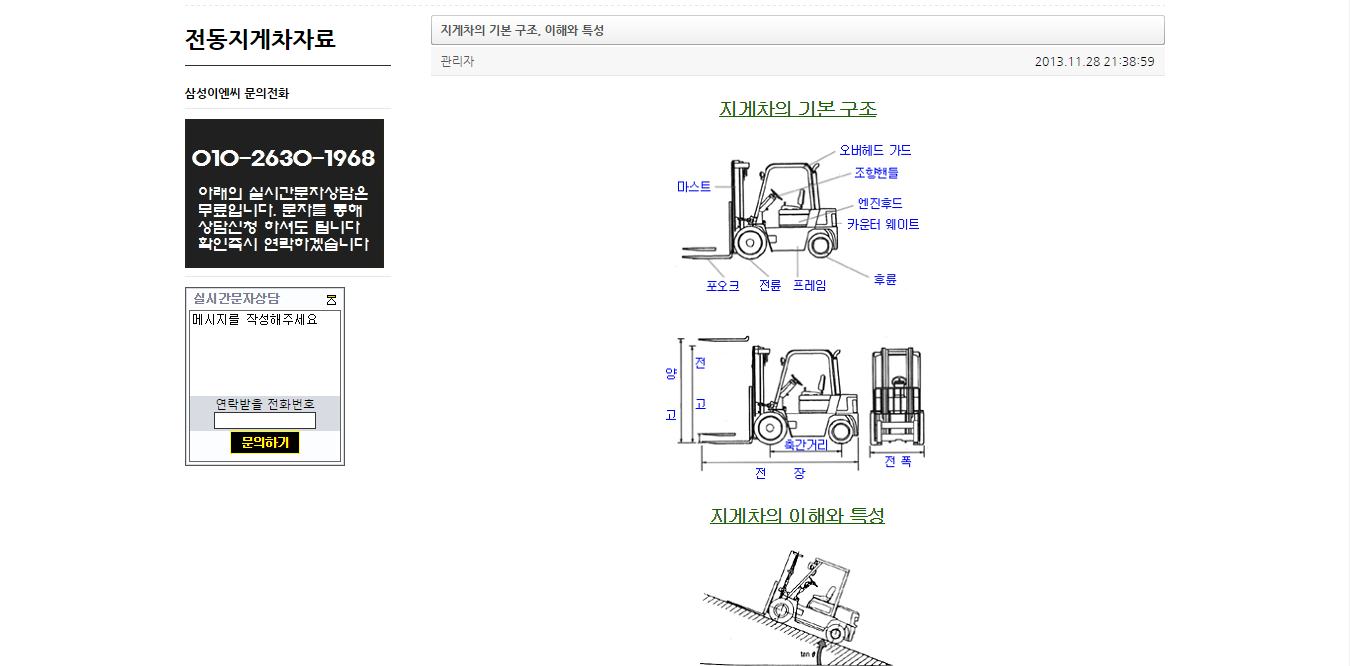 전동지게차자료
삼성이엔씨 문의전화
010-2630-1968
아래의 실시간문자상담은
무료입니다. 문자를 통해
상담신청 하셔도 됩니다
확인즉시 연락하겠습니다
실시간문자상담
메시지를 작성해주세요
연락받을 전화번호
문의하기
지게차의 기본 구조, 이해와 특성
관리자 2013.11.28 21:38:59
지게차의 기본 구조
오버헤드 가드
조향핸들
마스트
엔진후드
카운터 웨이트
포오크 전륜 프레임 후륜
양 고
전 고
축간거리
전 장
전 폭
지게차의 이해와 특성
tan θ